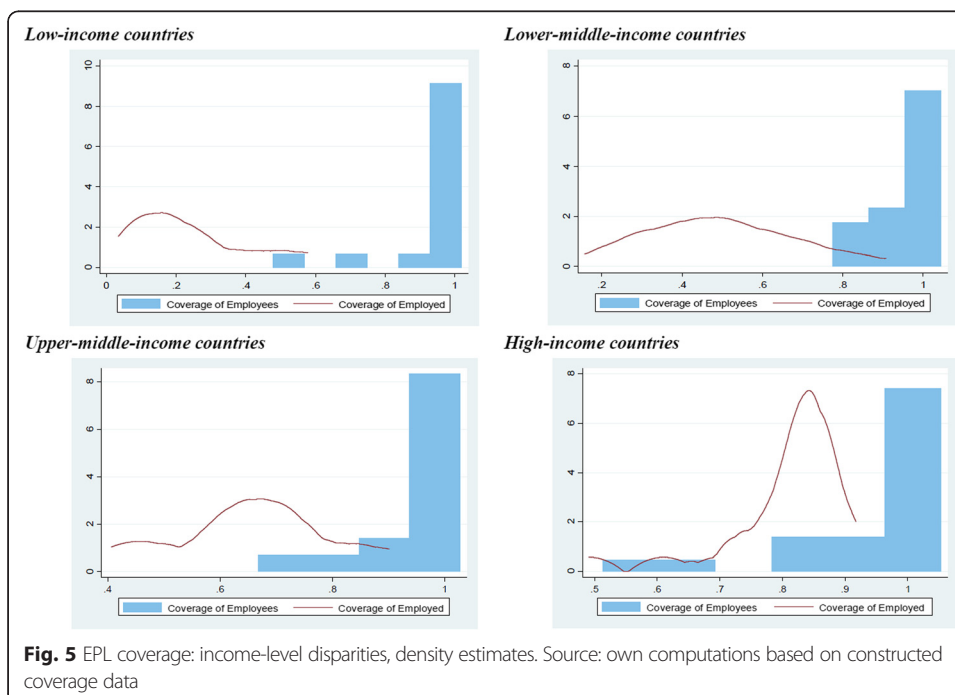 Low-income countries
Lower-middle-income countries
10
8
6
4
2
0
0 .2 .4 .6 .8 1
Coverage of Employees Coverage of Employed
8
6
4
2
0
.2 .4 .6 .8 1
Coverage of Employees Coverage of Employed
Upper-middle-income countries
High-income countries
8
6
4
2
0
.4 .6 .8 1
Coverage of Employees Coverage of Employed
8
6
4
2
0
.5 .6 .7 .8 .9 1
Coverage of Employees Coverage of Employed
Fig. 5 EPL coverage: income-level disparities, density estimates. Source: own computations based on constructed
coverage data